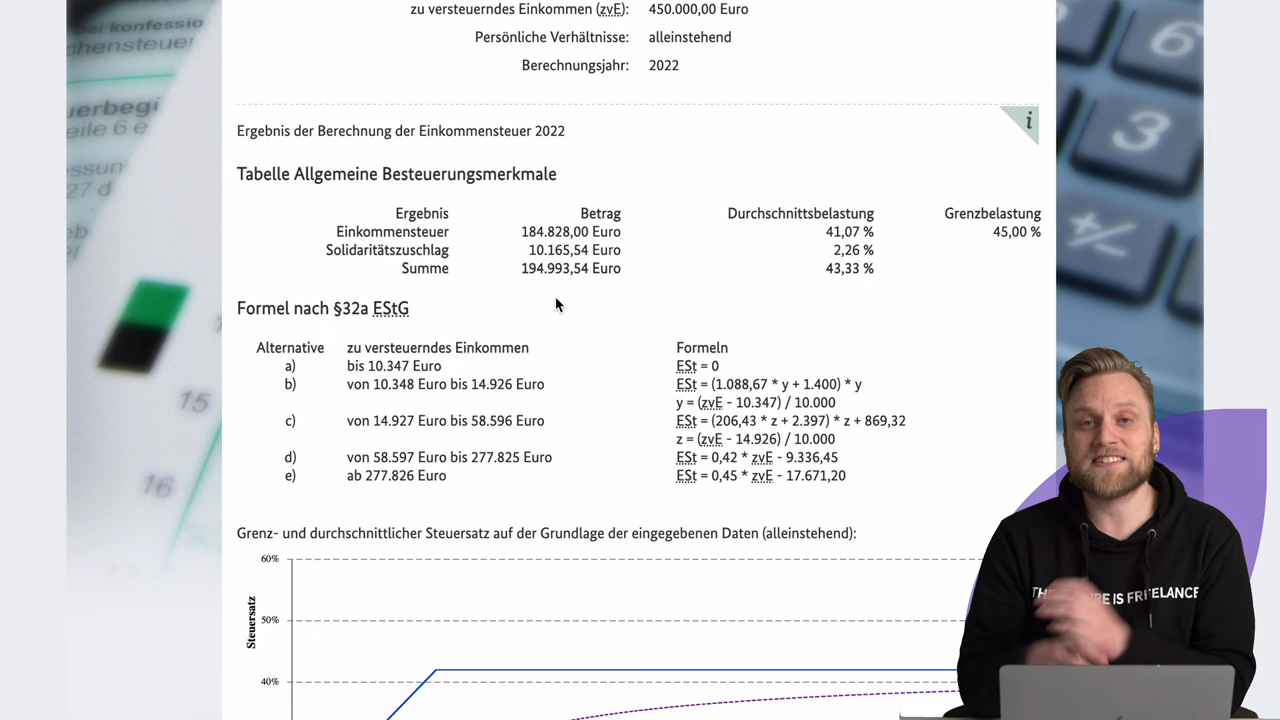 zu versteuerndes Einkommen (zvE): 450.000,00 Euro
Persönliche Verhältnisse: alleinstehend
Berechnungsjahr: 2022
Ergebnis der Berechnung der Einkommensteuer 2022
i
Tabelle Allgemeine Besteuerungsmerkmale
Ergebnis Betrag Durchschnittsbelastung Grenzbelastung
Einkommensteuer 184.828,00 Euro 41,07 % 45,00 %
Solidaritätszuschlag 10.165,54 Euro 2,26 %
Summe 194.993,54 Euro 43,33 %
Formel nach §32a EStG
Alternative zu versteuerndes Einkommen Formeln
a) bis 10.347 Euro ESt = 0
b) von 10.348 Euro bis 14.926 Euro ESt = (1.088,67 * y + 1.400) * y
y = (zvE - 10.347) / 10.000
c) von 14.927 Euro bis 58.596 Euro ESt = (206,43 * z + 2.397) * z + 869,32
z = (zvE - 14.926) / 10.000
d) von 58.597 Euro bis 277.825 Euro ESt = 0,42 * zvE - 9.336,45
e) ab 277.826 Euro ESt = 0,45 * zvE - 17.671,20
Grenz- und durchschnittlicher Steuersatz auf der Grundlage der eingegebenen Daten (alleinstehend):
60%
50%
40%
Steuersatz
15
16
6
3
+/-
IS FREELANCE